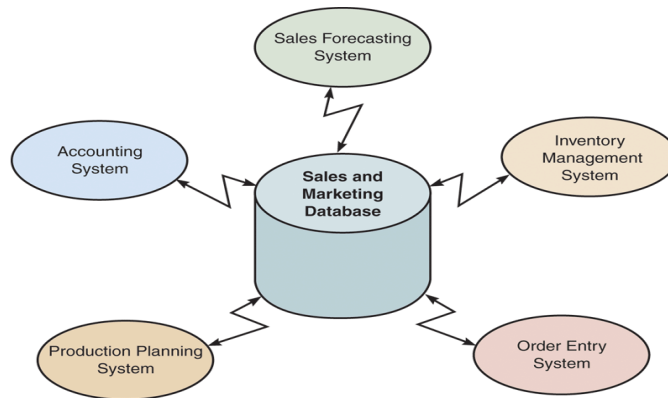 Sales Forecasting
System
Accounting
System
Inventory
Management
System
Sales and
Marketing
Database
Production Planning
System
Order Entry
System